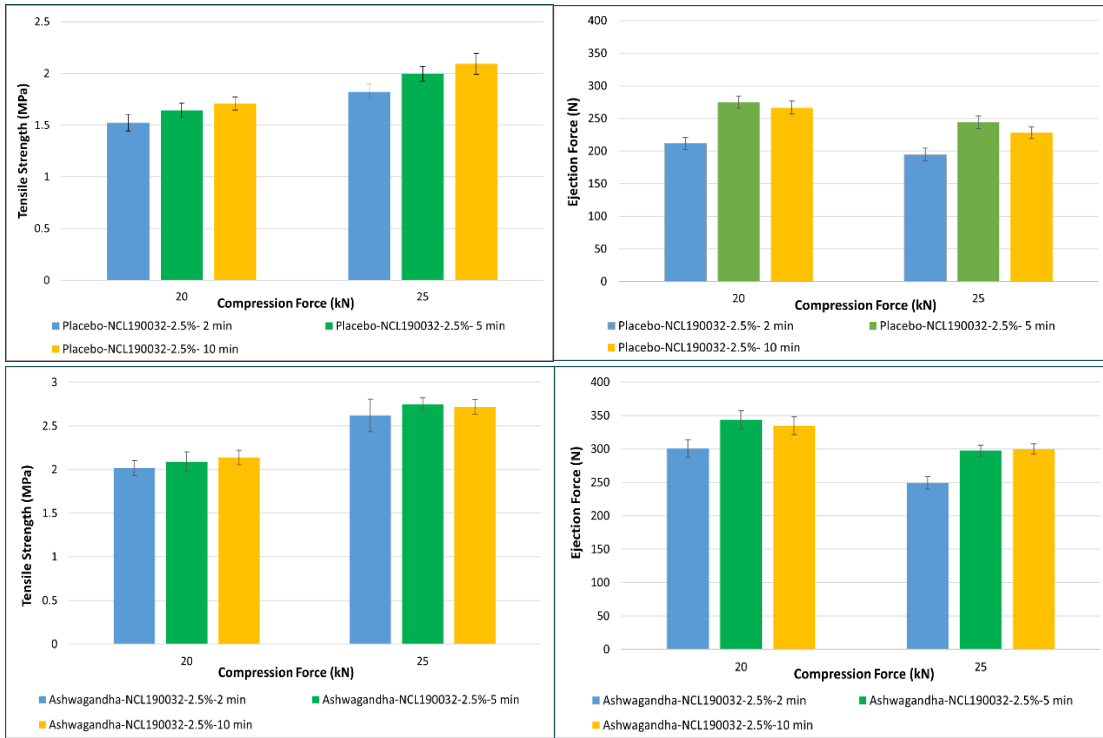 2.5
2
1.5
1
0.5
0
Tensile Strength (MPa)
20
25
Compression Force (kN)
Placebo-NCL190032-2.5%- 2 min
Placebo-NCL190032-2.5%- 5 min
Placebo-NCL190032-2.5%- 10 min
400
350
300
250
200
150
100
50
0
Ejection Force (N)
20
25
Compression Force (kN)
Placebo-NCL190032-2.5%- 2 min
Placebo-NCL190032-2.5%- 5 min
Placebo-NCL190032-2.5%- 10 min
3
2.5
2
1.5
1
0.5
0
Tensile Strength (MPa)
20
25
Compression Force (kN)
Ashwagandha-NCL190032-2.5%-2 min
Ashwagandha-NCL190032-2.5%-5 min
Ashwagandha-NCL190032-2.5%-10 min
400
350
300
250
200
150
100
50
0
Ejection Force (N)
20
25
Compression Force (kN)
Ashwagandha-NCL190032-2.5%-2 min
Ashwagandha-NCL190032-2.5%-5 min
Ashwagandha-NCL190032-2.5%-10 min